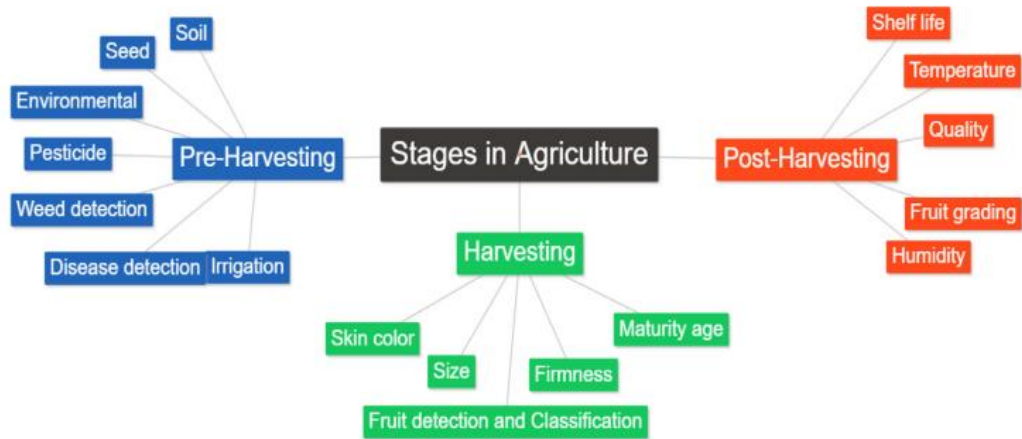 Stages in Agriculture
Pre-Harvesting
Soil
Seed
Environmental
Pesticide
Weed detection
Disease detection
Irrigation
Harvesting
Skin color
Size
Fruit detection and Classification
Firmness
Maturity age
Post-Harvesting
Shelf life
Temperature
Quality
Fruit grading
Humidity